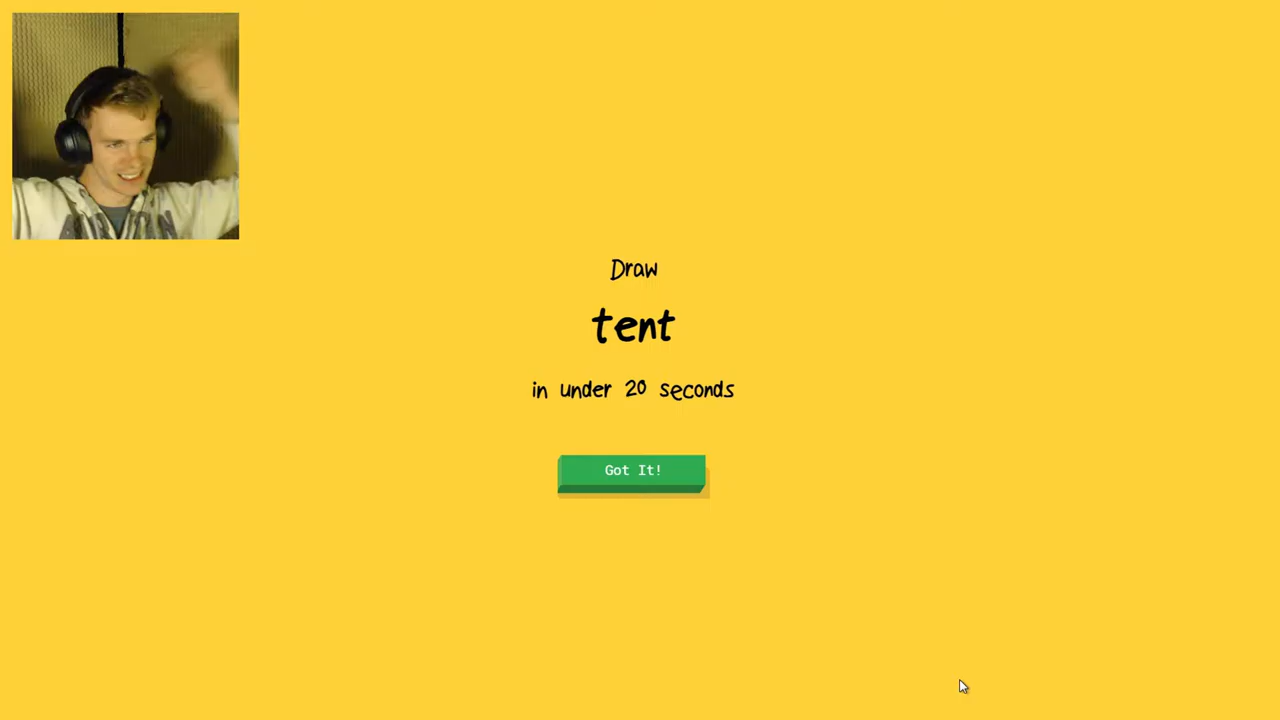 Draw
tent
in under 20 seconds
Got It!